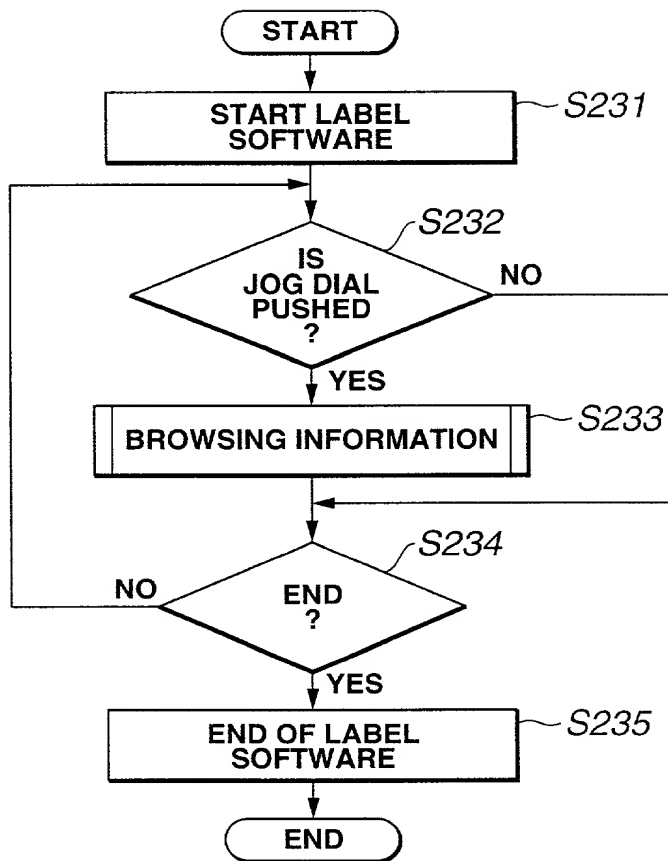 START
START LABEL
SOFTWARE
S231
S232
IS
JOG DIAL
PUSHED
?
NO
YES
BROWSING INFORMATION
S233
S234
NO
END
?
YES
END OF LABEL
SOFTWARE
S235
END